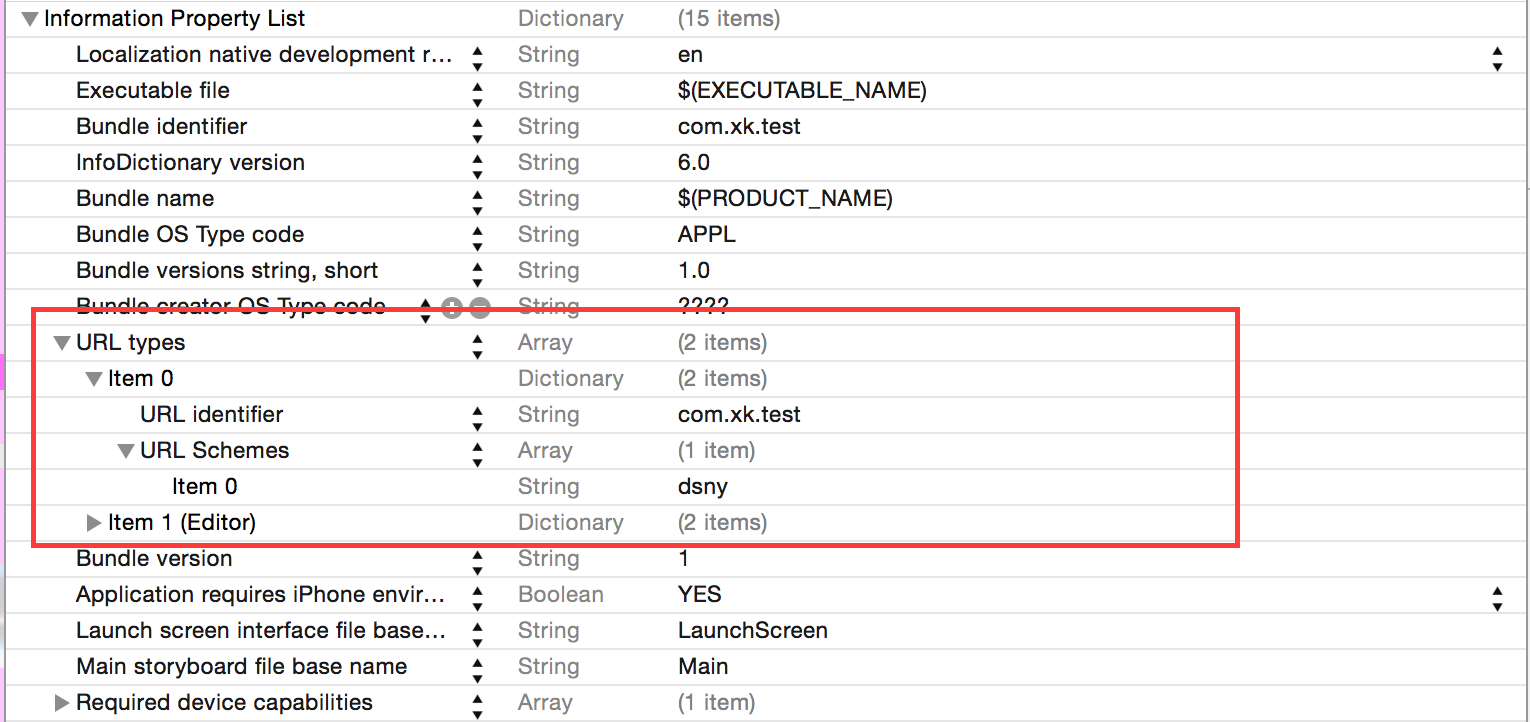 Information Property List Dictionary (15 items)
Localization native development r... String en
Executable file String $(EXECUTABLE_NAME)
Bundle identifier String com.xk.test
InfoDictionary version String 6.0
Bundle name String $(PRODUCT_NAME)
Bundle OS Type code String APPL
Bundle versions string, short String 1.0
Bundle creator OS Type code String ????
URL types Array (2 items)
Item 0 Dictionary (2 items)
URL identifier String com.xk.test
URL Schemes Array (1 item)
Item 0 String dsny
Item 1 (Editor) Dictionary (2 items)
Bundle version String 1
Application requires iPhone envir... Boolean YES
Launch screen interface file base... String LaunchScreen
Main storyboard file base name String Main
Required device capabilities Array (1 item)